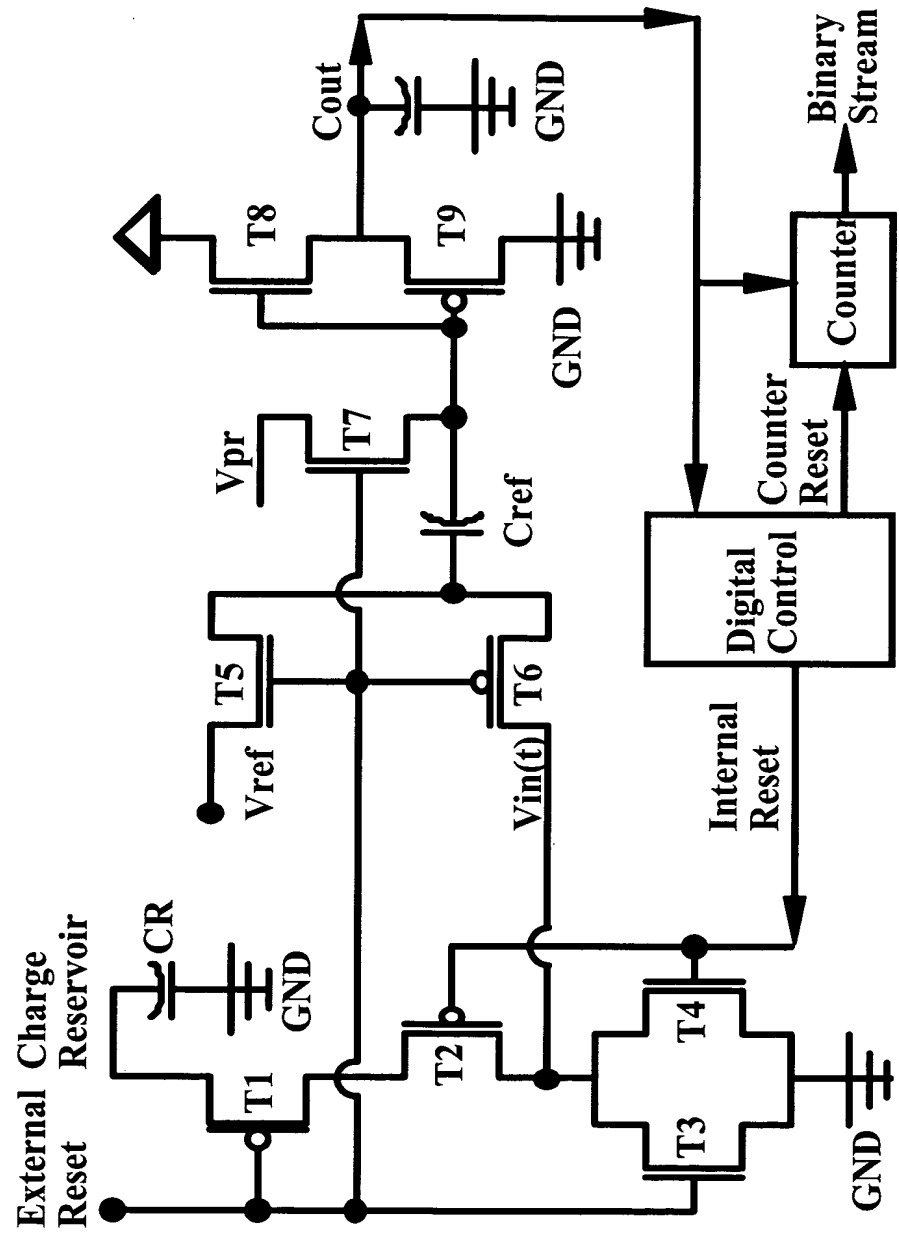 External
Reset
Charge
Reservoir
CR
GND
T1
T2
T3
T4
GND
Vref
T5
T6
Vin(t)
Cref
Vpr
T7
T8
T9
GND
Cout
GND
Internal
Reset
Digital
Control
Counter
Reset
Counter
Binary
Stream